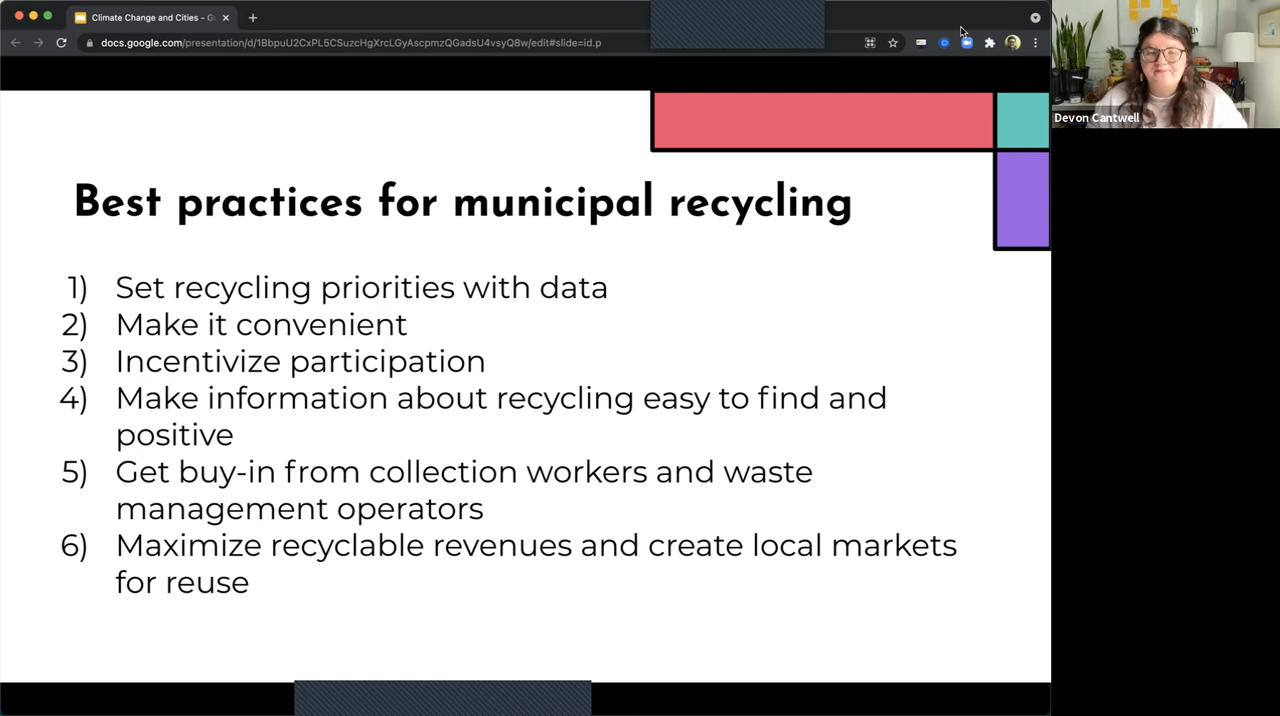 Climate Change and Cities - G
docs.google.com/presentation/d/1BbpuU2CxPL5CSuzcHgXrcLGyAscpmzQGadsU4vsyQ8w/edit#slide=id.p
Devon Cantwell
Best practices for municipal recycling
1) Set recycling priorities with data
2) Make it convenient
3) Incentivize participation
4) Make information about recycling easy to find and
positive
5) Get buy-in from collection workers and waste
management operators
6) Maximize recyclable revenues and create local markets
for reuse